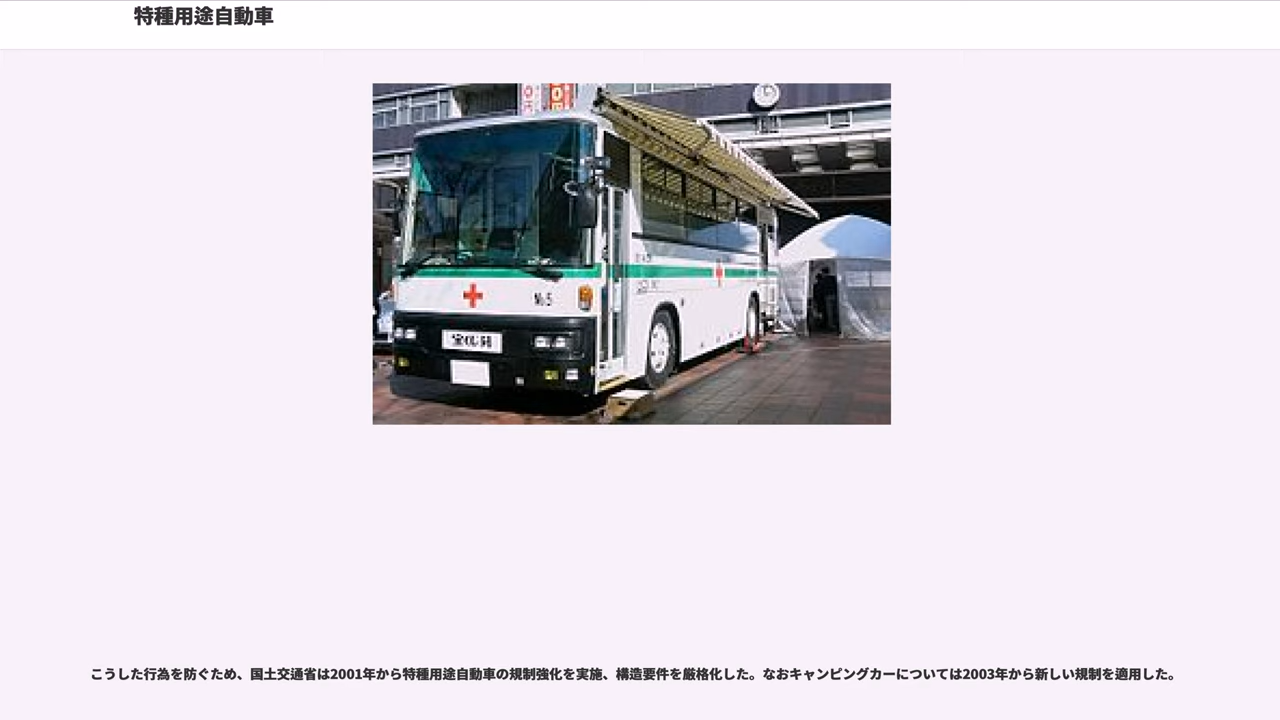 特種用途自動車
№5
こうした行為を防ぐため、国土交通省は2001年から特種用途自動車の規制強化を実施、構造要件を厳格化した。なおキャンピングカーについては2003年から新しい規制を適用した。